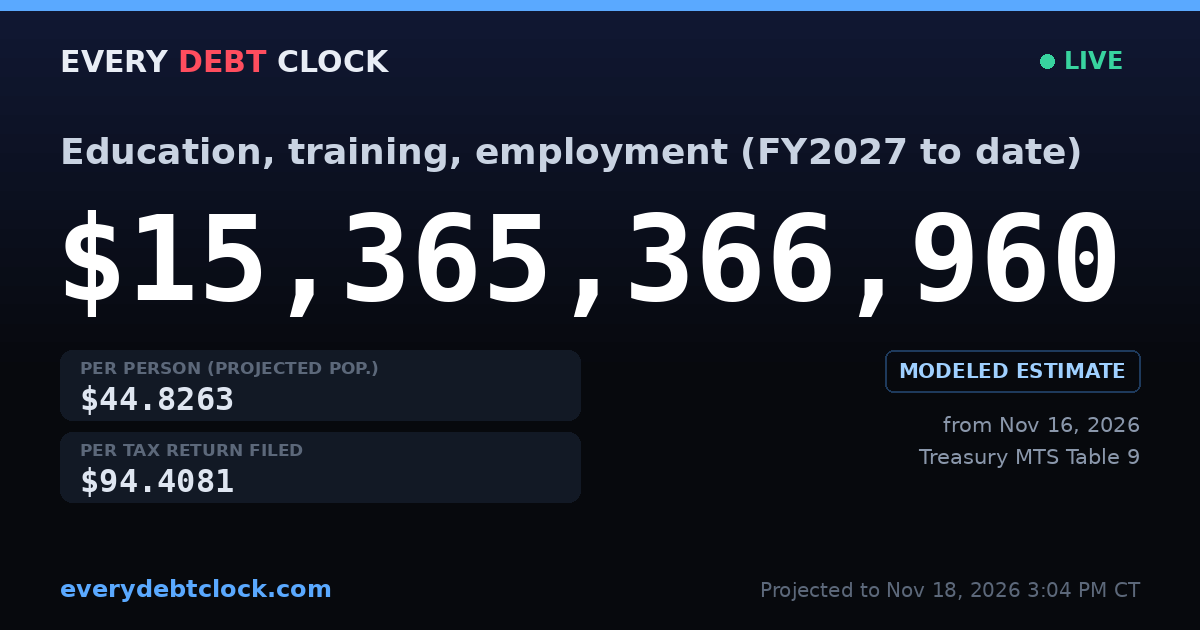 EVERY DEBT CLOCK
LIVE
Education, training, employment (FY2027 to date)
$15,365,366,960
PER PERSON (PROJECTED POP.)
$44.8263
PER TAX RETURN FILED
$94.4081
MODELED ESTIMATE
from Nov 16, 2026
Treasury MTS Table 9
everydebtclock.com
Projected to Nov 18, 2026 3:04 PM CT